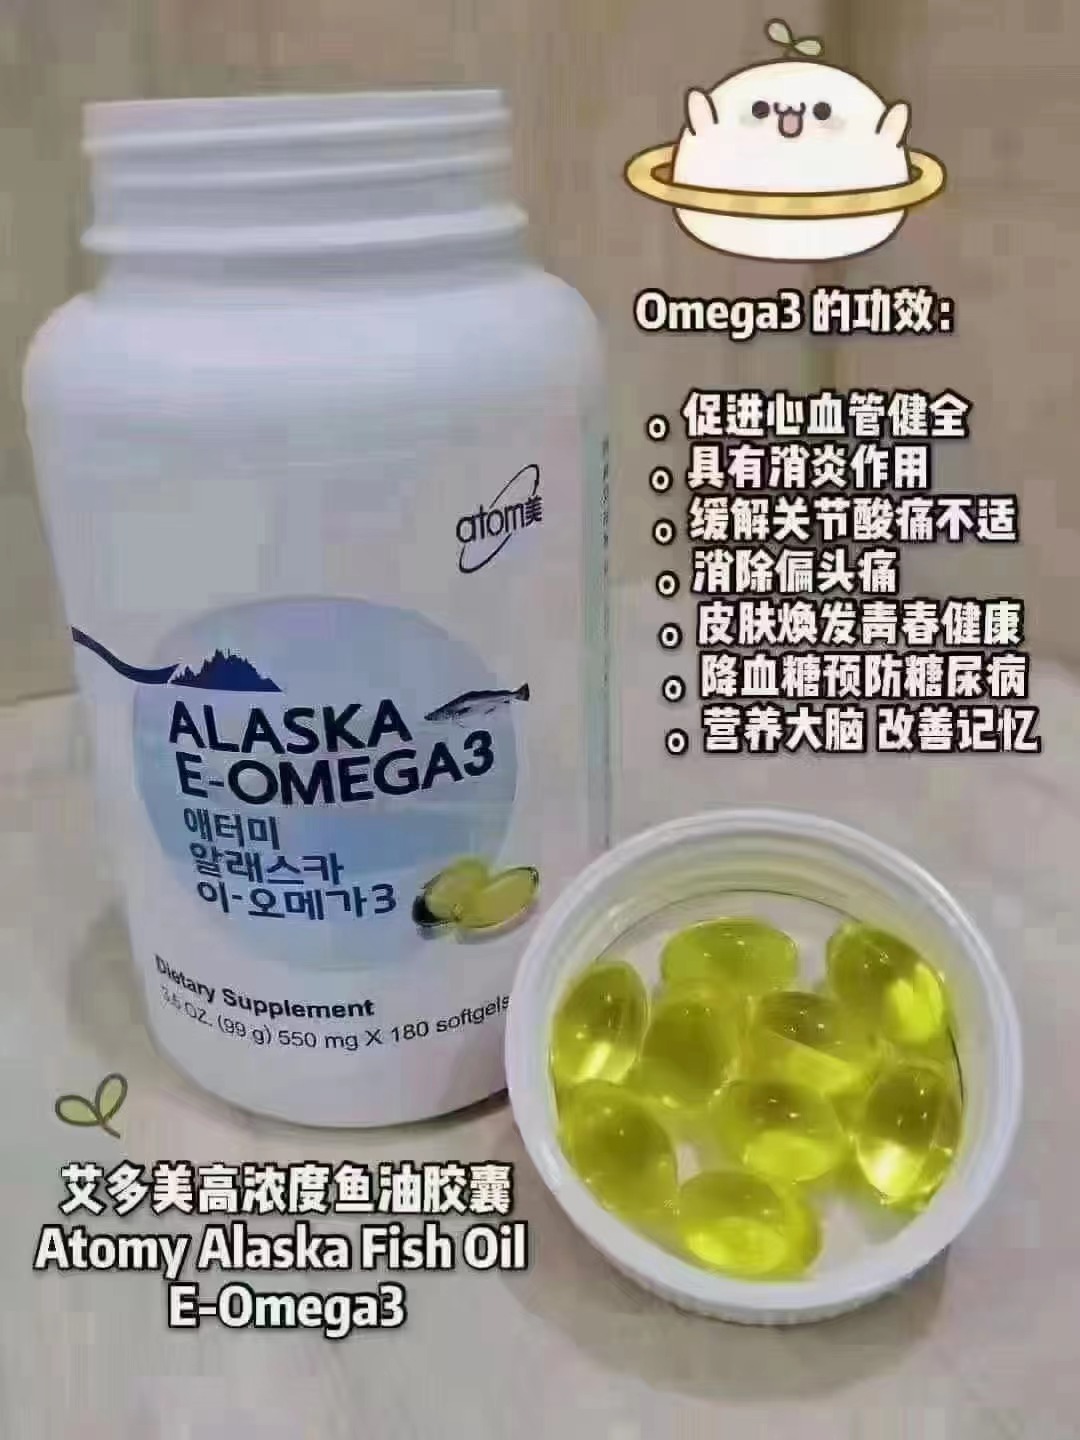 Omega3 的功效：
促进心血管健全
具有消炎作用
缓解关节酸痛不适
消除偏头痛
皮肤焕发青春健康
降血糖预防糖尿病
营养大脑 改善记忆
atom美
ALASKA
E-OMEGA3
애터미
알래스카
이-오메가3
Dietary Supplement
3.5 OZ. (99 g) 550 mg X 180 softgels
艾多美高浓度鱼油胶囊
Atomy Alaska Fish Oil
E-Omega3